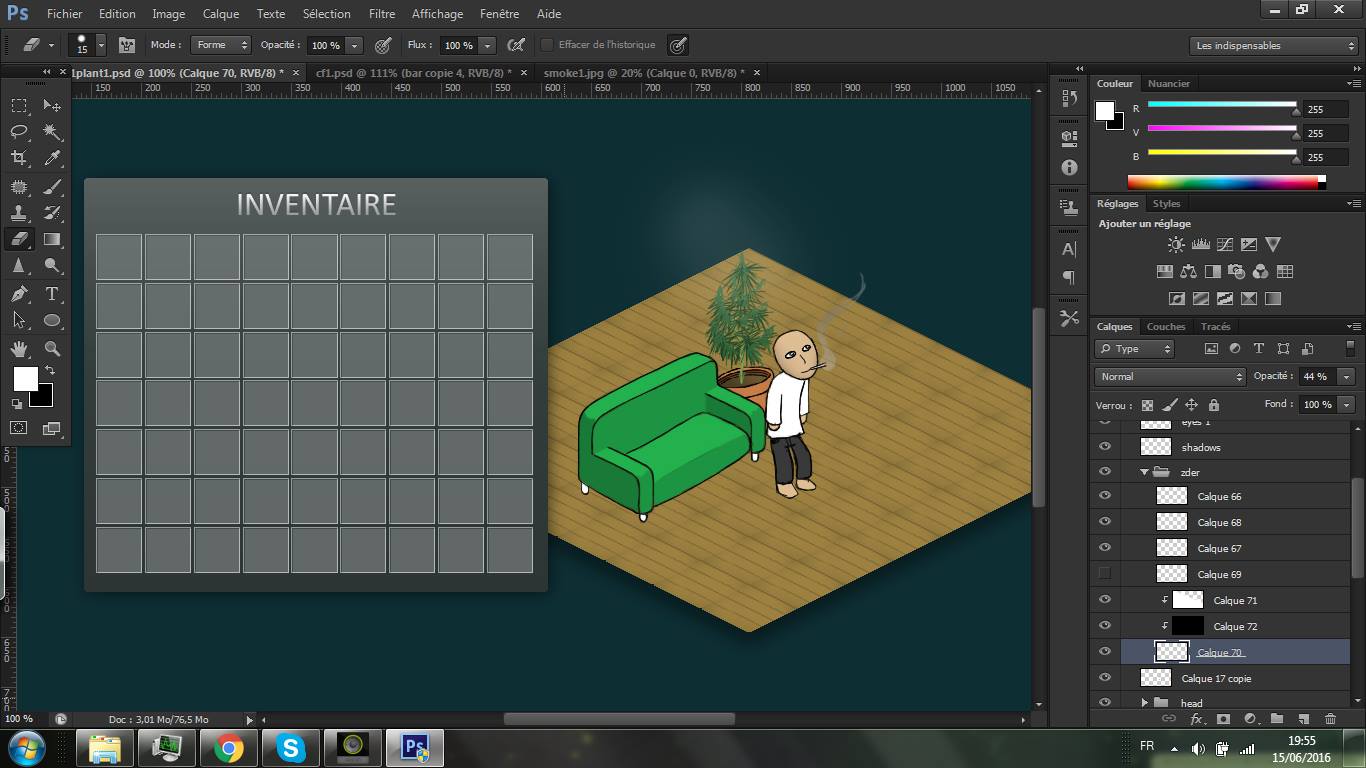 Ps Fichier Edition Image Calque Texte Sélection Filtre Affichage Fenêtre Aide
15 Mode : Forme Opacité : 100 % Flux : 100 % Effacer de l'historique Les indispensables
1plant1.psd @ 100% (Calque 70, RVB/8) * × cf1.psd @ 111% (bar copie 4, RVB/8) * × smoke1.jpg @ 20% (Calque 0, RVB/8) * ×
150 200 250 300 350 400 450 500 550 600 650 700 750 800 850 900 950 1000 1050
INVENTAIRE
Couleur Nuancier
R 255
V 255
B 255
Réglages Styles
Ajouter un réglage
Calques Couches Tracés
Type
Normal Opacité : 44 %
Verrou : Fond : 100 %
eyes 1
shadows
zder
Calque 66
Calque 68
Calque 67
Calque 69
Calque 71
Calque 72
Calque 70
Calque 17 copie
head
fx
100 % Doc : 3,01 Mo/76,5 Mo
FR 19:55
15/06/2016